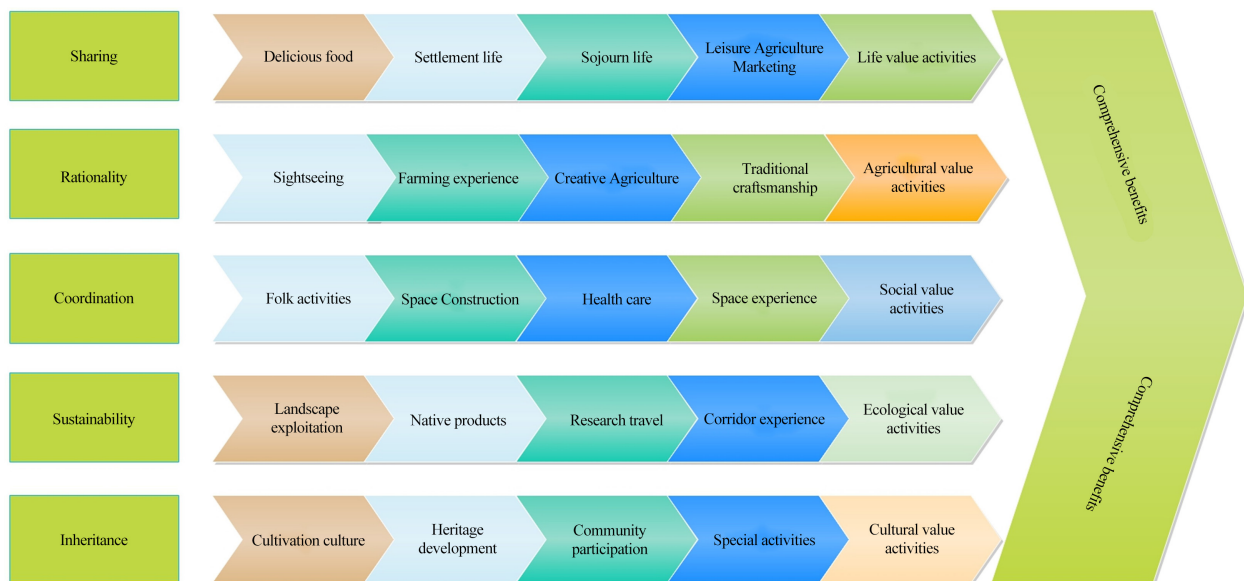 Sharing
Delicious food
Settlement life
Sojourn life
Leisure Agriculture
Marketing
Life value activities
Rationality
Sightseeing
Farming experience
Creative Agriculture
Traditional
craftsmanship
Agricultural value
activities
Coordination
Folk activities
Space Construction
Health care
Space experience
Social value
activities
Sustainability
Landscape
exploitation
Native products
Research travel
Corridor experience
Ecological value
activities
Inheritance
Cultivation culture
Heritage
development
Community
participation
Special activities
Cultural value
activities
Comprehensive benefits
Comprehensive benefits